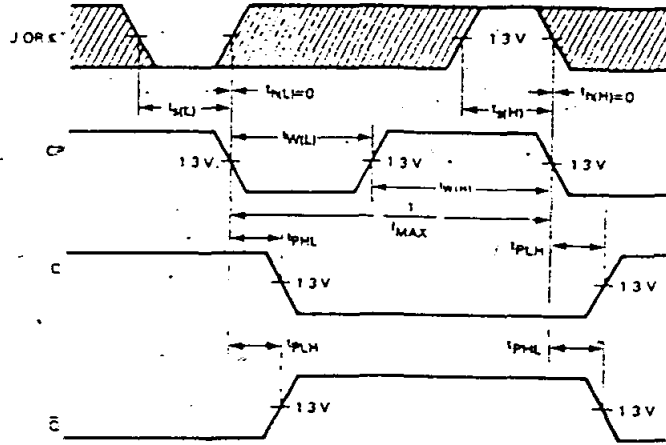 J OR K*
1 3 V
th(L)=0
th(H)=0
ts(L)
ts(H)
tW(L)
CP
1 3 V
1 3 V
1 3 V
tW(H)
1
fMAX
tPHL
tPLH
1 3 V
1 3 V
tPLH
tPHL
1 3 V
1 3 V